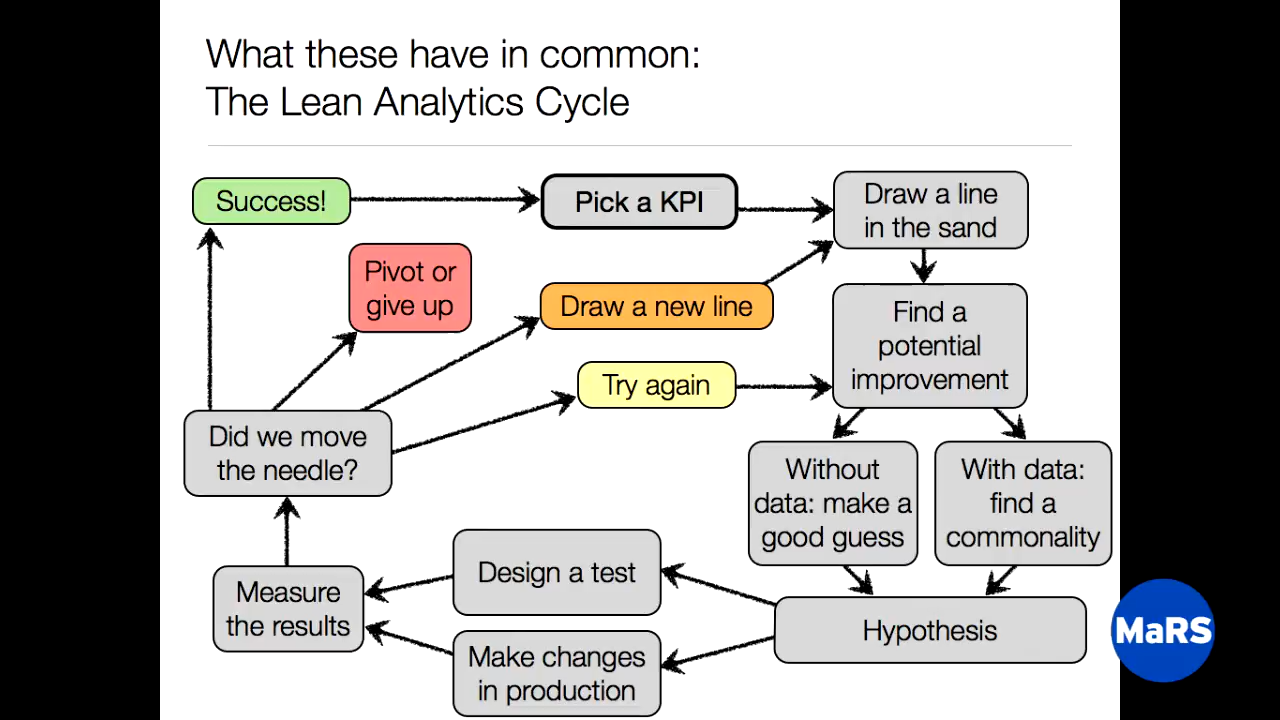 What these have in common:
The Lean Analytics Cycle
Success!
Pick a KPI
Draw a line
in the sand
Pivot or
give up
Draw a new line
Find a
potential
improvement
Try again
Did we move
the needle?
Without
data: make a
good guess
With data:
find a
commonality
Design a test
Measure
the results
Hypothesis
Make changes
in production
MaRS